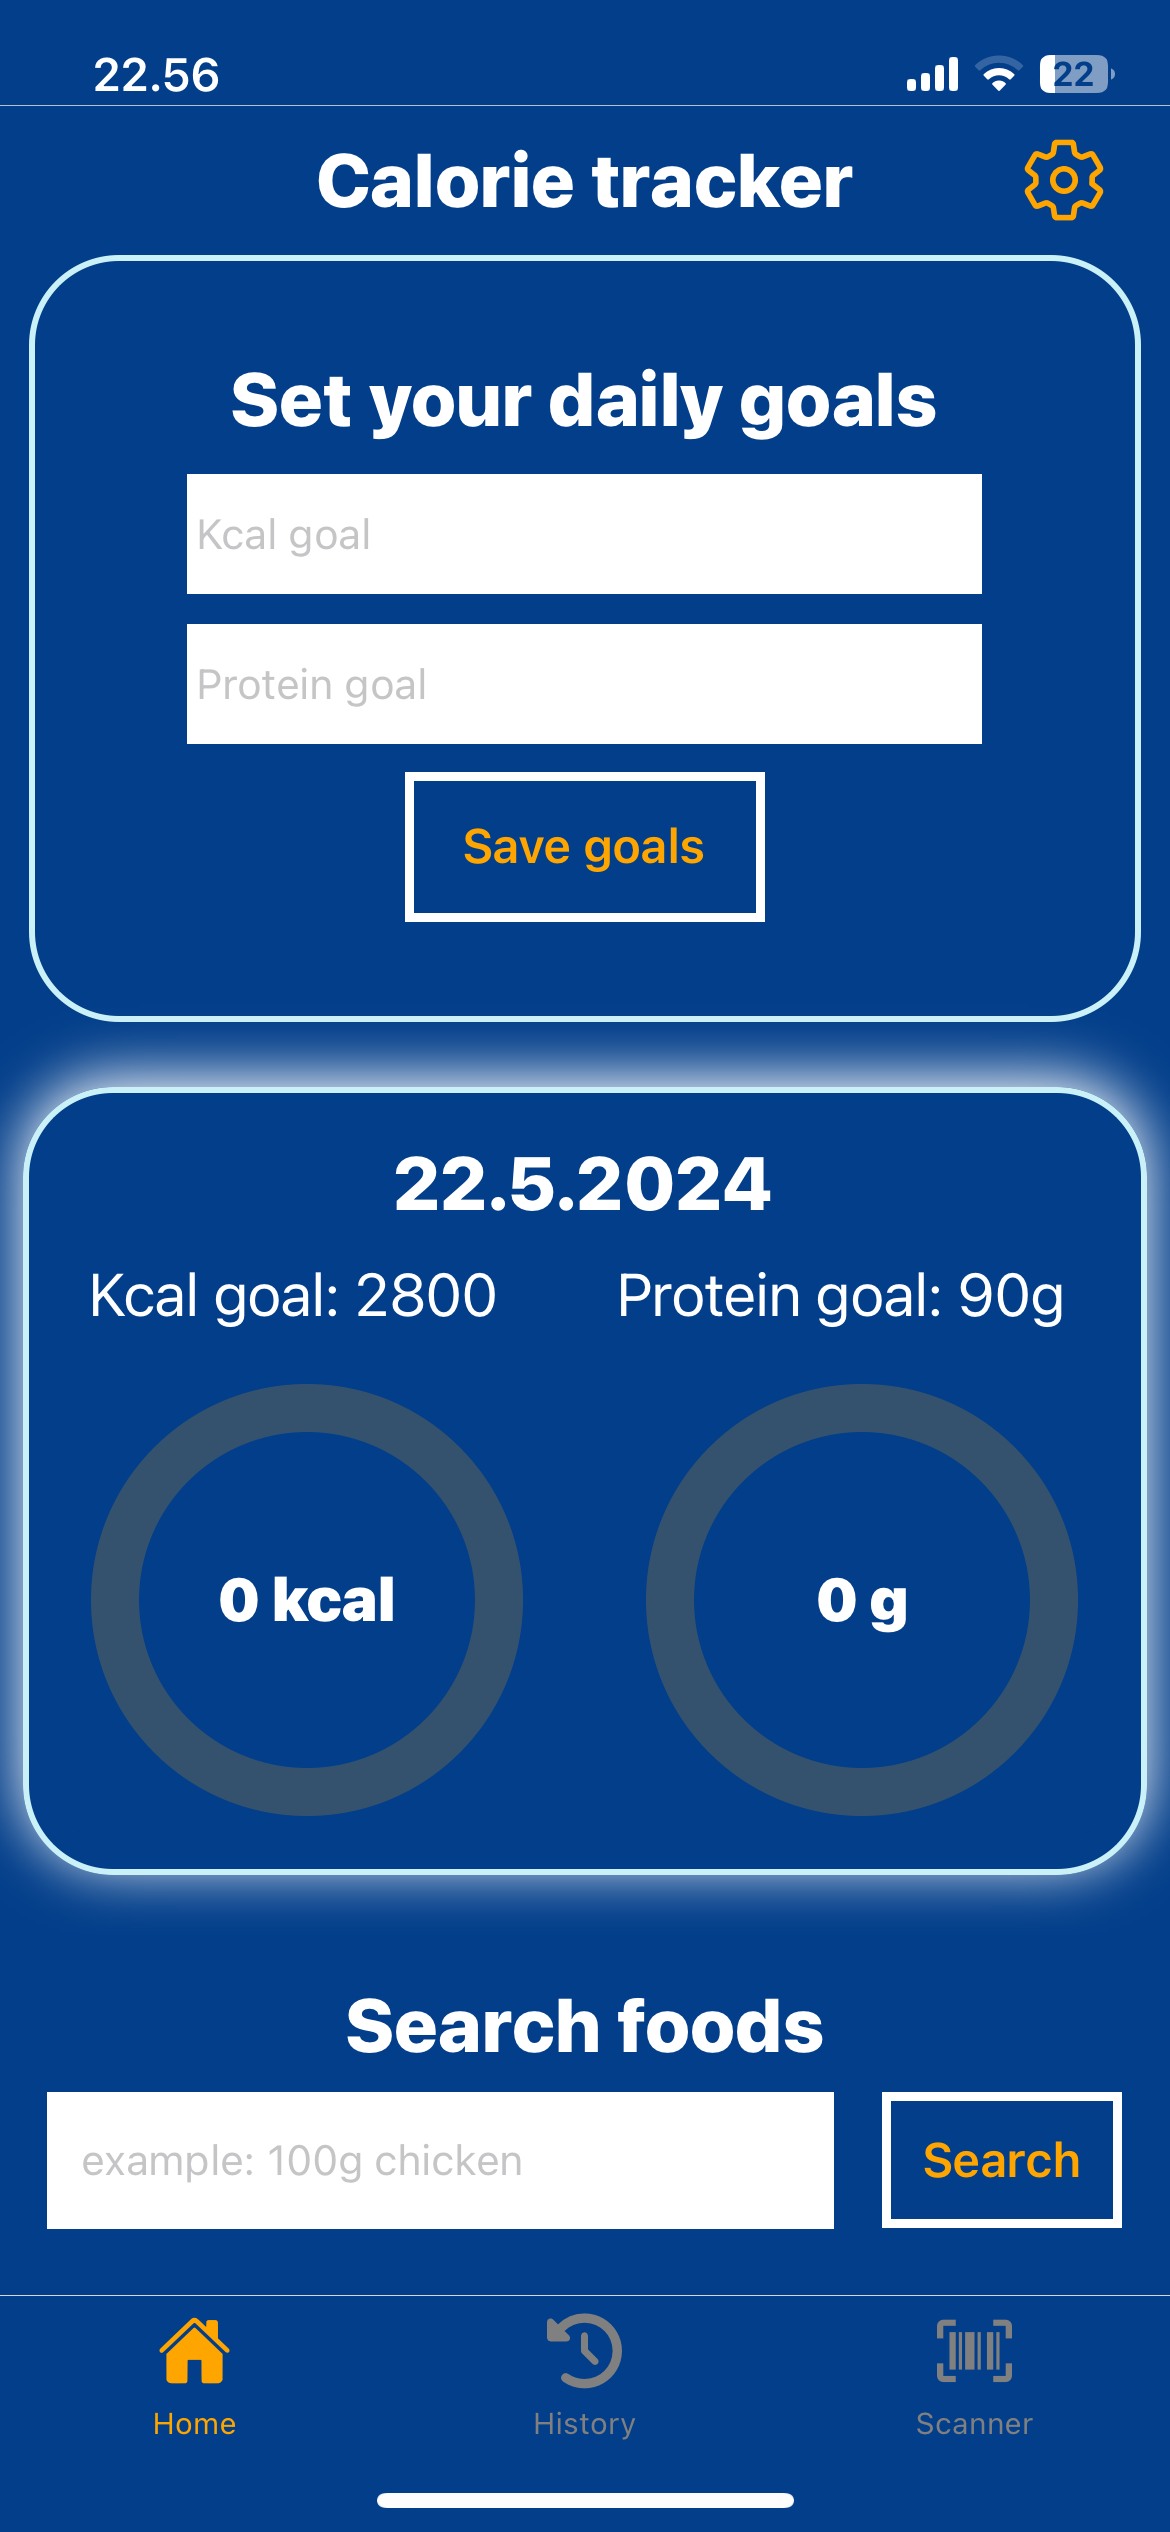 22.56
22
Calorie tracker
Set your daily goals
Kcal goal
Protein goal
Save goals
22.5.2024
Kcal goal: 2800 Protein goal: 90g
0 kcal 0 g
Search foods
example: 100g chicken Search
Home History Scanner